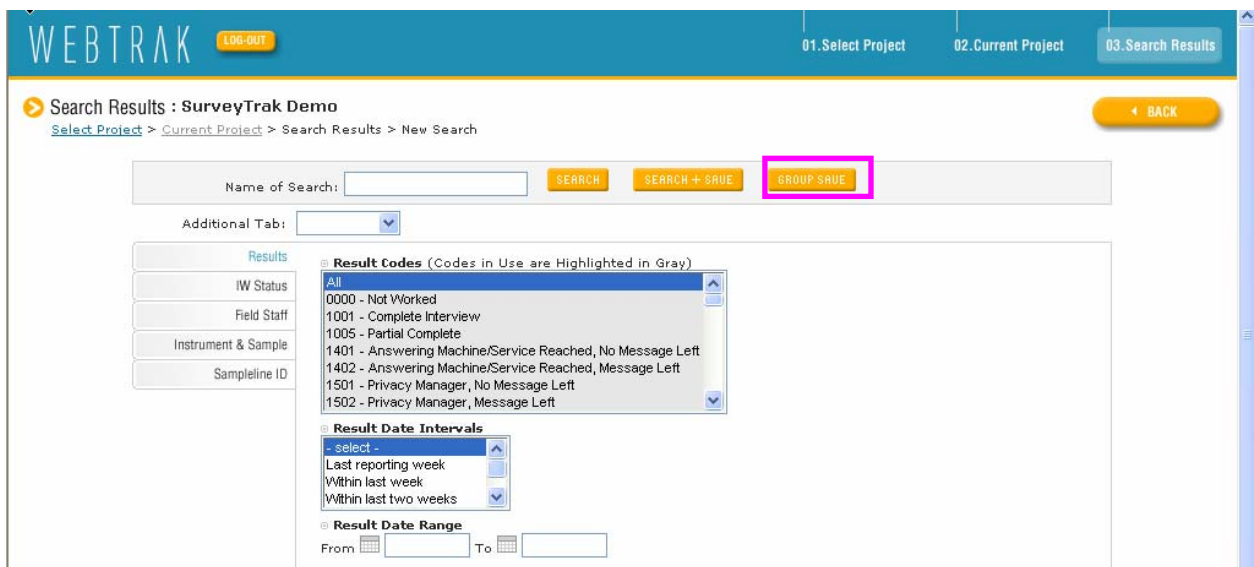 WEBTRAK LOG-OUT 01.Select Project 02.Current Project 03.Search Results
Search Results : SurveyTrak Demo
BACK
Select Project > Current Project > Search Results > New Search
Name of Search: SEARCH SEARCH + SAVE GROUP SAVE
Additional Tab:
Results
IW Status
Field Staff
Instrument & Sample
Sampleline ID
Result Codes (Codes in Use are Highlighted in Gray)
All
0000 - Not Worked
1001 - Complete Interview
1005 - Partial Complete
1401 - Answering Machine/Service Reached, No Message Left
1402 - Answering Machine/Service Reached, Message Left
1501 - Privacy Manager, No Message Left
1502 - Privacy Manager, Message Left
Result Date Intervals
- select -
Last reporting week
Within last week
Within last two weeks
Result Date Range
From To